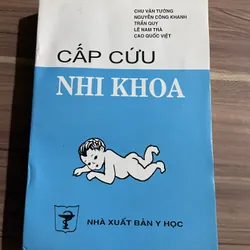 CHU VĂN TƯỜNG
NGUYỄN CÔNG KHANH
TRẦN QUỴ
LÊ NAM TRÀ
CAO QUỐC VIỆT
CẤP CỨU
NHI KHOA
NHÀ XUẤT BẢN Y HỌC